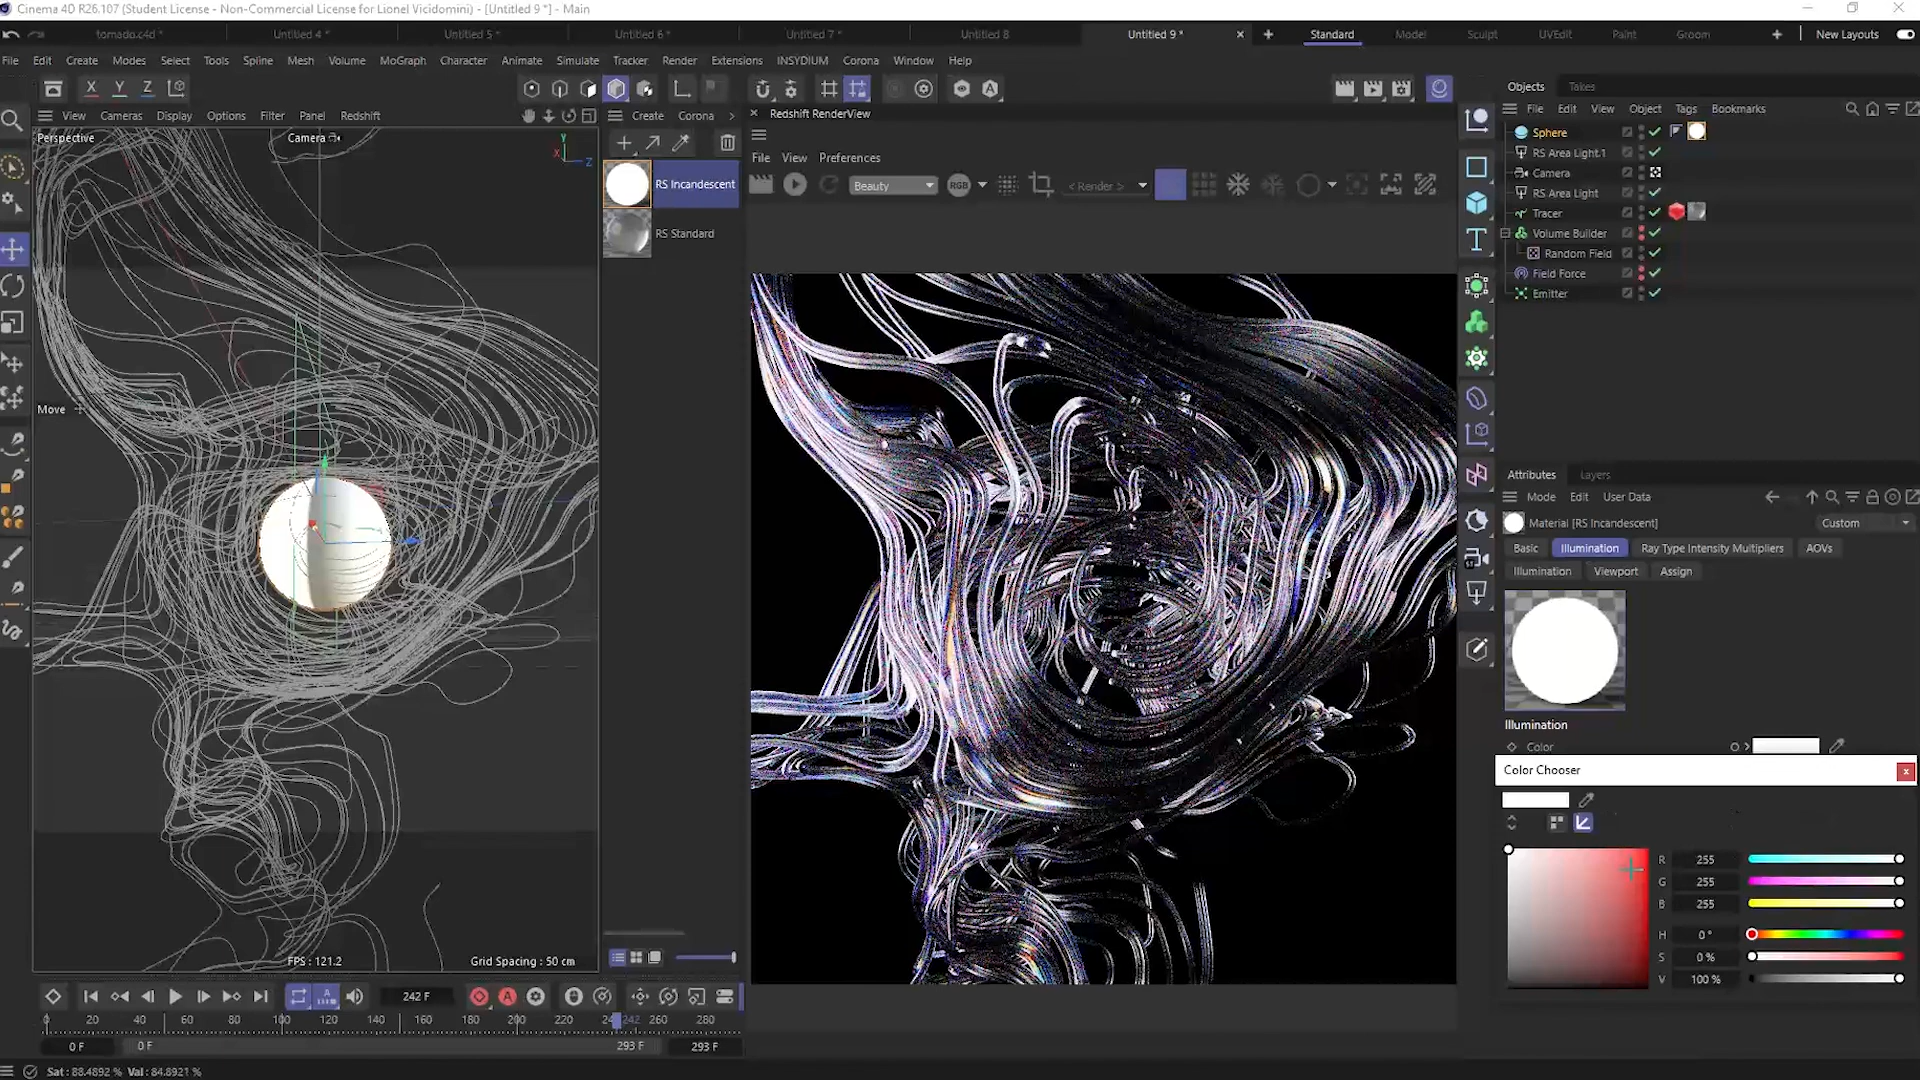 Cinema 4D R26.107 (Student License - Non-Commercial License for Lionel Vicidomini) - [Untitled 9 *] - Main
tornado.c4d * Untitled 4 * Untitled 5 * Untitled 6 * Untitled 7 * Untitled 8 Untitled 9 * Standard Model Sculpt UVEdit Paint Groom New Layouts
File Edit Create Modes Select Tools Spline Mesh Volume MoGraph Character Animate Simulate Tracker Render Extensions INSYDIUM Corona Window Help
X Y Z
Objects Takes
File Edit View Object Tags Bookmarks
View Cameras Display Options Filter Panel Redshift
Create Corona
Redshift RenderView
Perspective
Camera
File View Preferences
RS Incandescent
Beauty
RGB
< Render >
RS Standard
Sphere
RS Area Light.1
Camera
RS Area Light
Tracer
Volume Builder
Random Field
Field Force
Emitter
Move
Attributes Layers
Mode Edit User Data
Material [RS Incandescent]
Custom
Basic Illumination Ray Type Intensity Multipliers AOVs
Illumination Viewport Assign
Illumination
Color
Color Chooser
R 255
G 255
B 255
H 0 °
S 0 %
V 100 %
FPS : 121.2
Grid Spacing : 50 cm
242 F
0 20 40 60 80 100 120 140 160 180 200 220 242 260 280
0 F 0 F 293 F 293 F
Sat : 88.4892 % Val : 84.8921 %